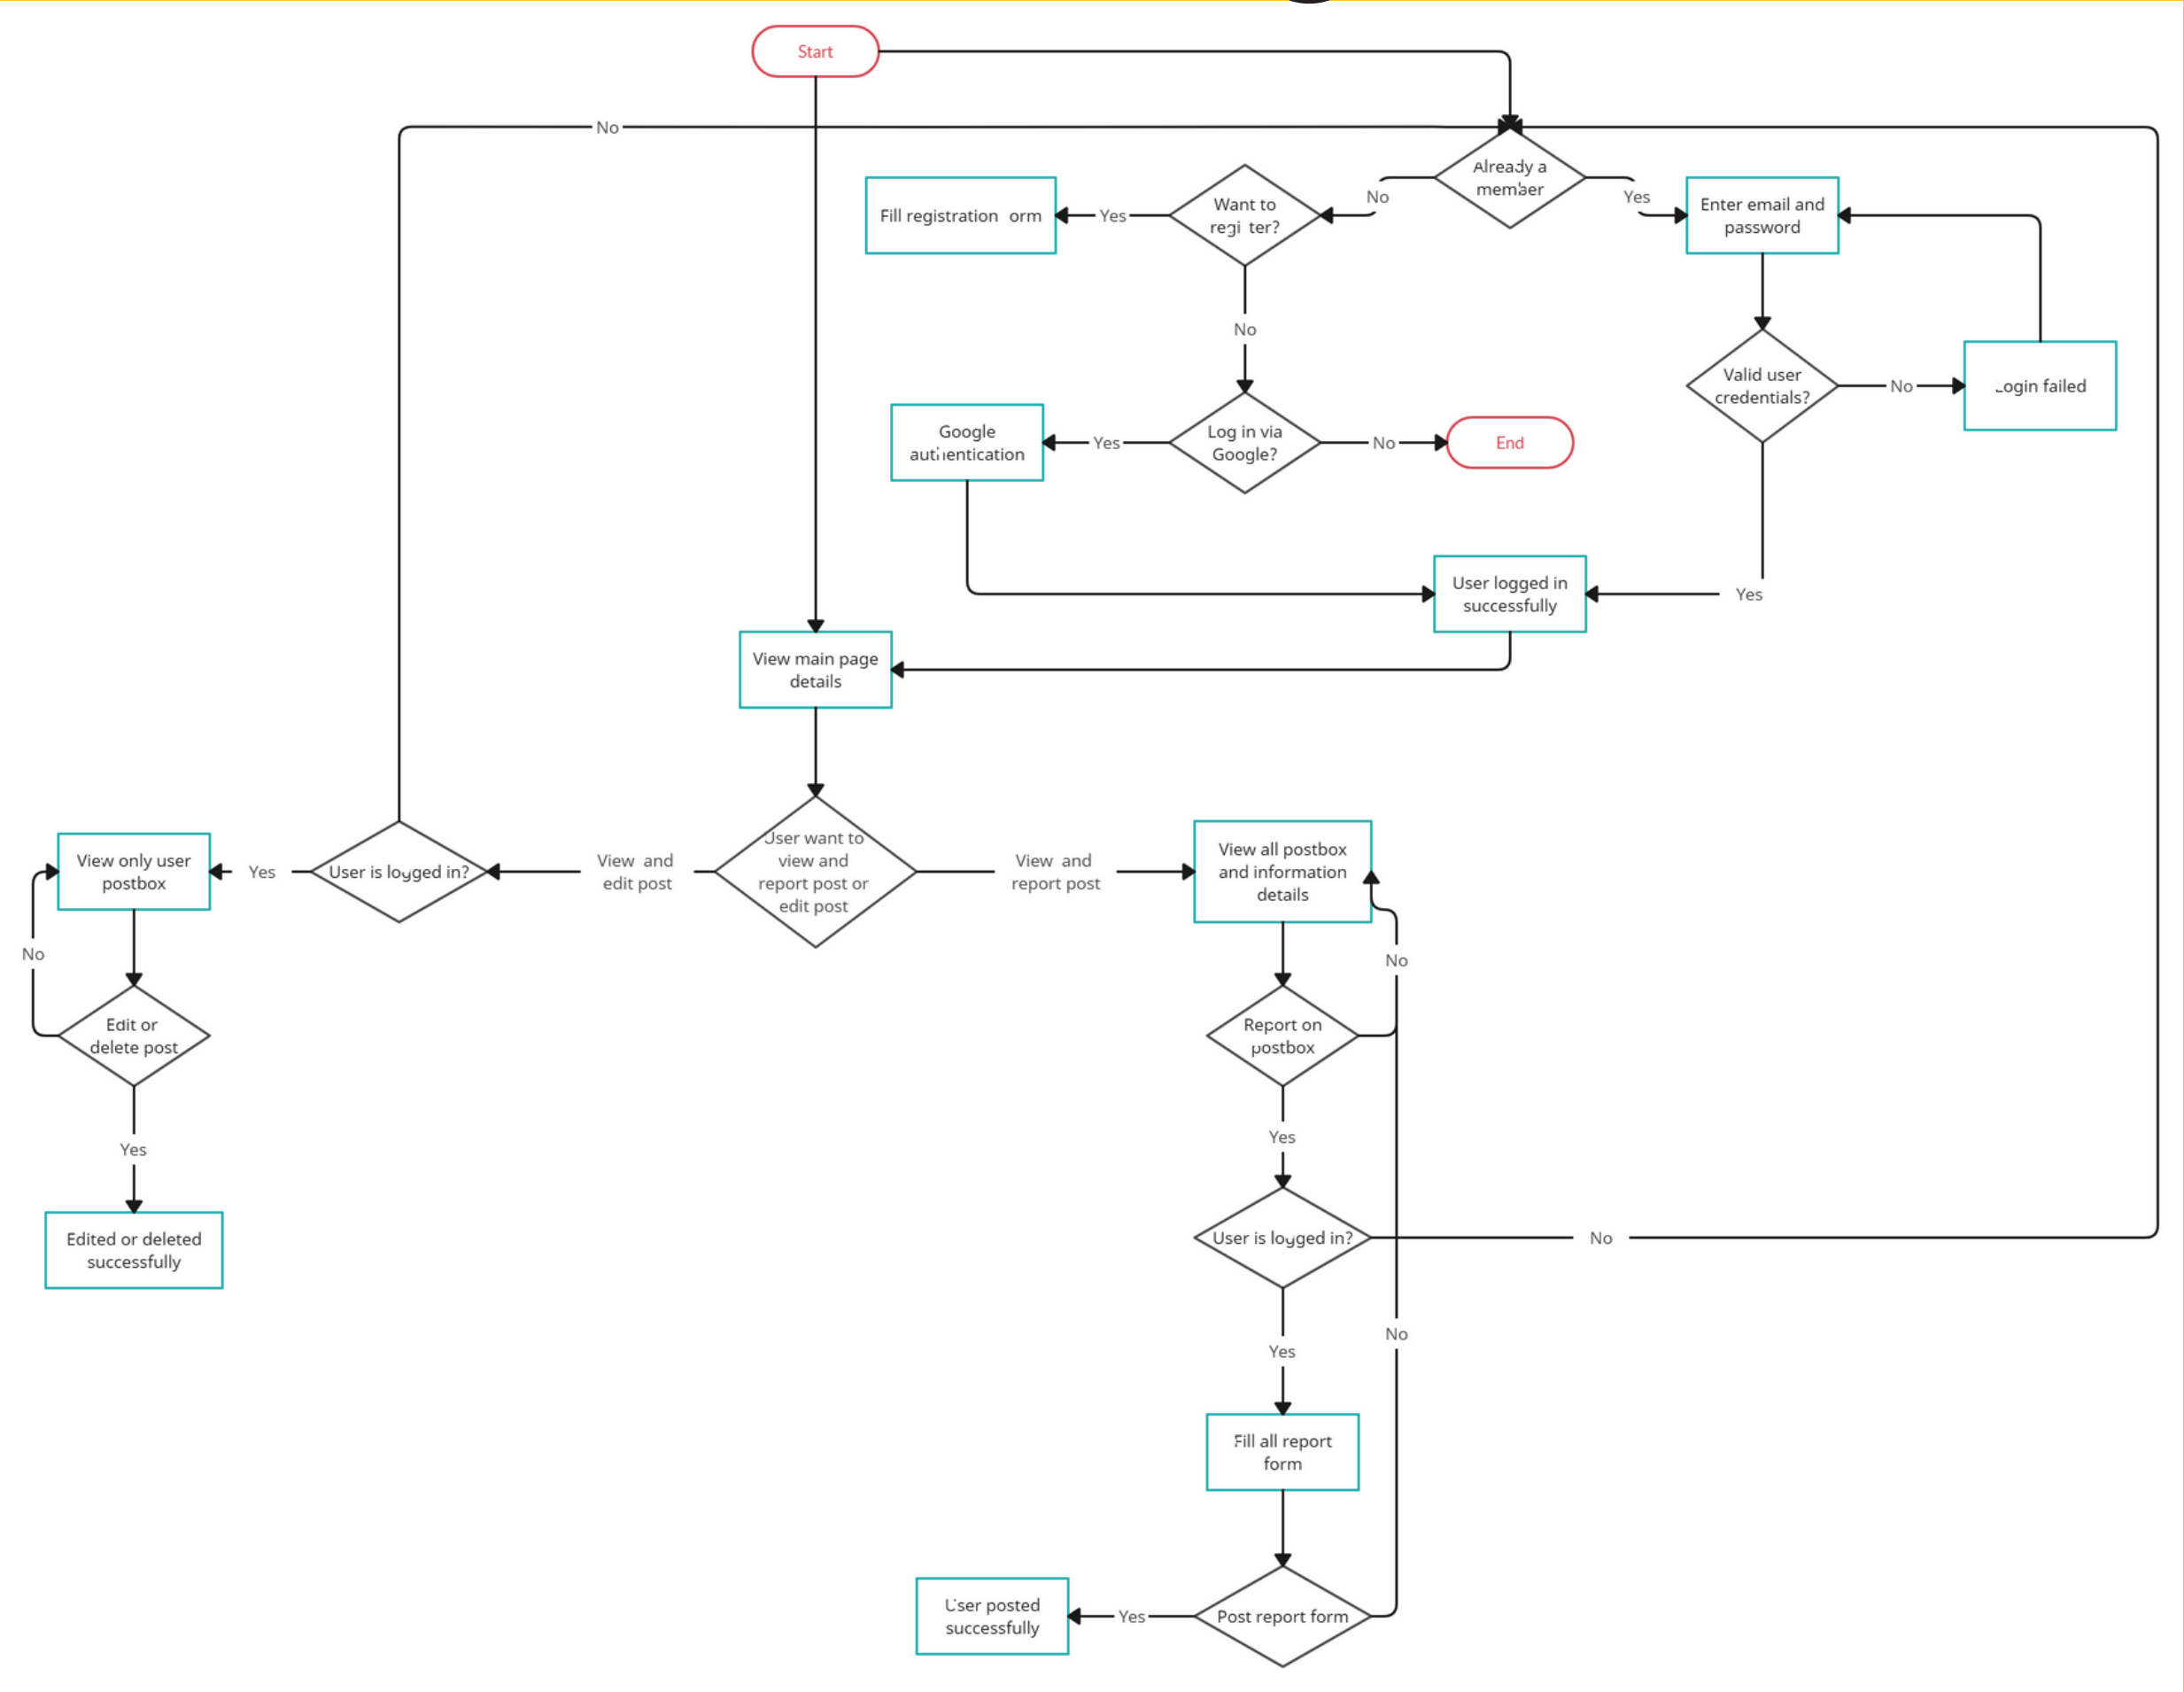 Start
No
Already a
member
No
Yes
Want to
regi ter?
Yes
Fill registration orm
Enter email and
password
No
Valid user
credentials?
No
Login failed
Log in via
Google?
Yes
Google
authentication
No
End
User logged in
successfully
Yes
View main page
details
User want to
view and
report post or
edit post
View and
edit post
User is logged in?
Yes
View only user
postbox
View and
report post
View all postbox
and information
details
No
No
Edit or
delete post
Report on
postbox
Yes
Yes
Edited or deleted
successfully
User is logged in?
No
No
Yes
Fill all report
form
Post report form
Yes
User posted
successfully